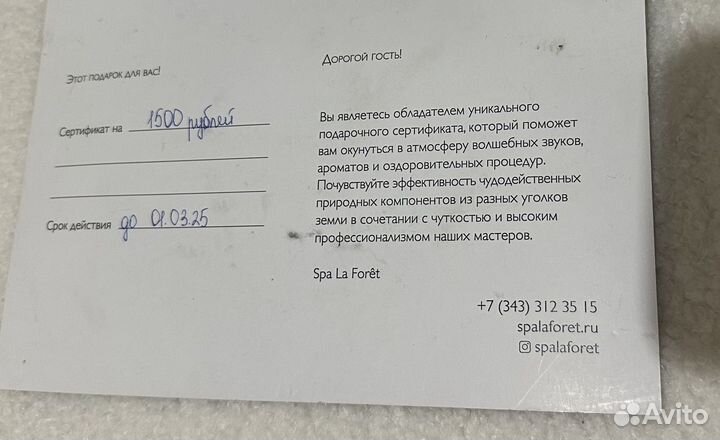 Этот подарок для вас!
Сертификат на 1500 рублей
Срок действия до 01.03.25
Дорогой гость!
Вы являетесь обладателем уникального
подарочного сертификата, который поможет
вам окунуться в атмосферу волшебных звуков,
ароматов и оздоровительных процедур.
Почувствуйте эффективность чудодейственных
природных компонентов из разных уголков
земли в сочетании с чуткостью и высоким
профессионализмом наших мастеров.
Spa La Forêt
+7 (343) 312 35 15
spalaforet.ru
spalaforet
Avito